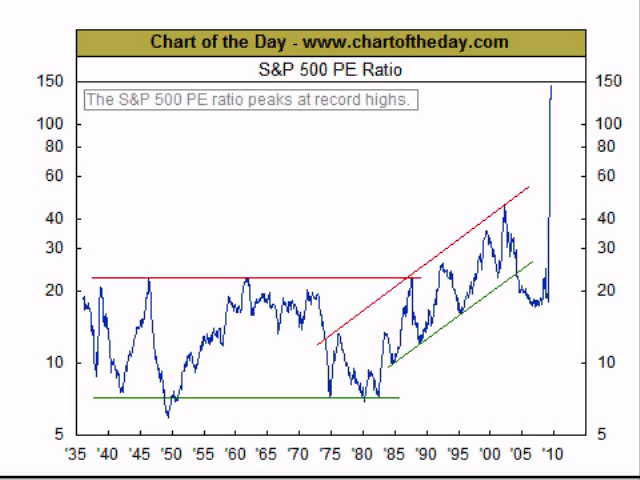 Chart of the Day - www.chartoftheday.com
S&P 500 PE Ratio
The S&P 500 PE ratio peaks at record highs.
150 150
100 100
80 80
60 60
40 40
30 30
20 20
10 10
5 5
'35 '40 '45 '50 '55 '60 '65 '70 '75 '80 '85 '90 '95 '00 '05 '10